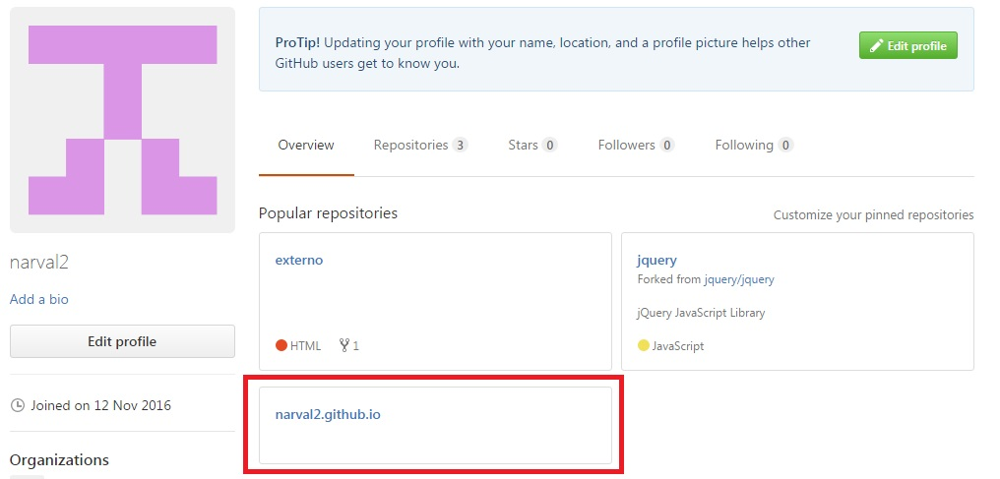 ProTip! Updating your profile with your name, location, and a profile picture helps other
GitHub users get to know you.
Edit profile
Overview
Repositories 3
Stars 0
Followers 0
Following 0
narval2
Add a bio
Edit profile
Joined on 12 Nov 2016
Organizations
Popular repositories
Customize your pinned repositories
externo
HTML 1
jquery
Forked from jquery/jquery
jQuery JavaScript Library
JavaScript
narval2.github.io